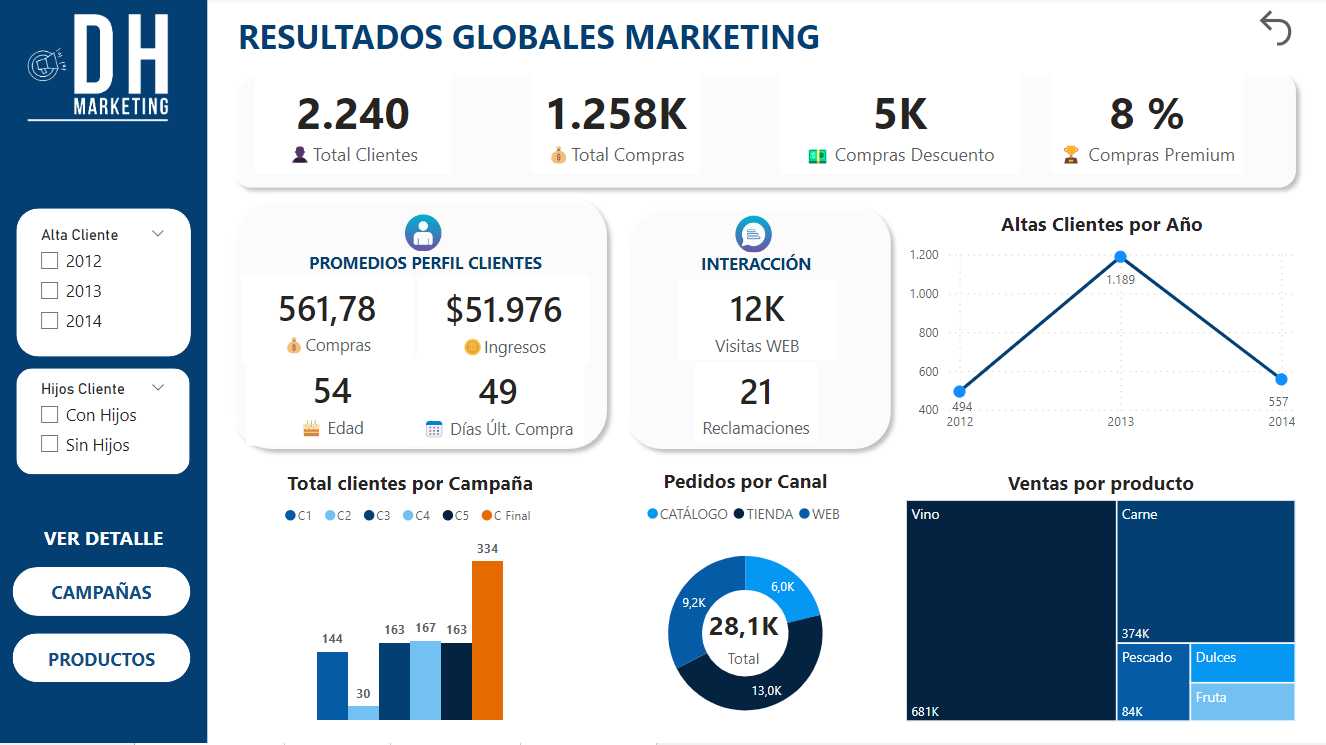 DH
MARKETING
RESULTADOS GLOBALES MARKETING
2.240
Total Clientes
1.258K
Total Compras
5K
Compras Descuento
8 %
Compras Premium
Alta Cliente
2012
2013
2014
Hijos Cliente
Con Hijos
Sin Hijos
VER DETALLE
CAMPAÑAS
PRODUCTOS
PROMEDIOS PERFIL CLIENTES
561,78
Compras
$51.976
Ingresos
54
Edad
49
Días Últ. Compra
INTERACCIÓN
12K
Visitas WEB
21
Reclamaciones
Altas Clientes por Año
1.200
1.000
800
600
400
494
1.189
557
2012 2013 2014
Total clientes por Campaña
C1 C2 C3 C4 C5 C Final
144
30
163
167
163
334
Pedidos por Canal
CATÁLOGO TIENDA WEB
9,2K
6,0K
28,1K
Total
13,0K
Ventas por producto
Vino
681K
Carne
374K
Pescado
84K
Dulces
Fruta